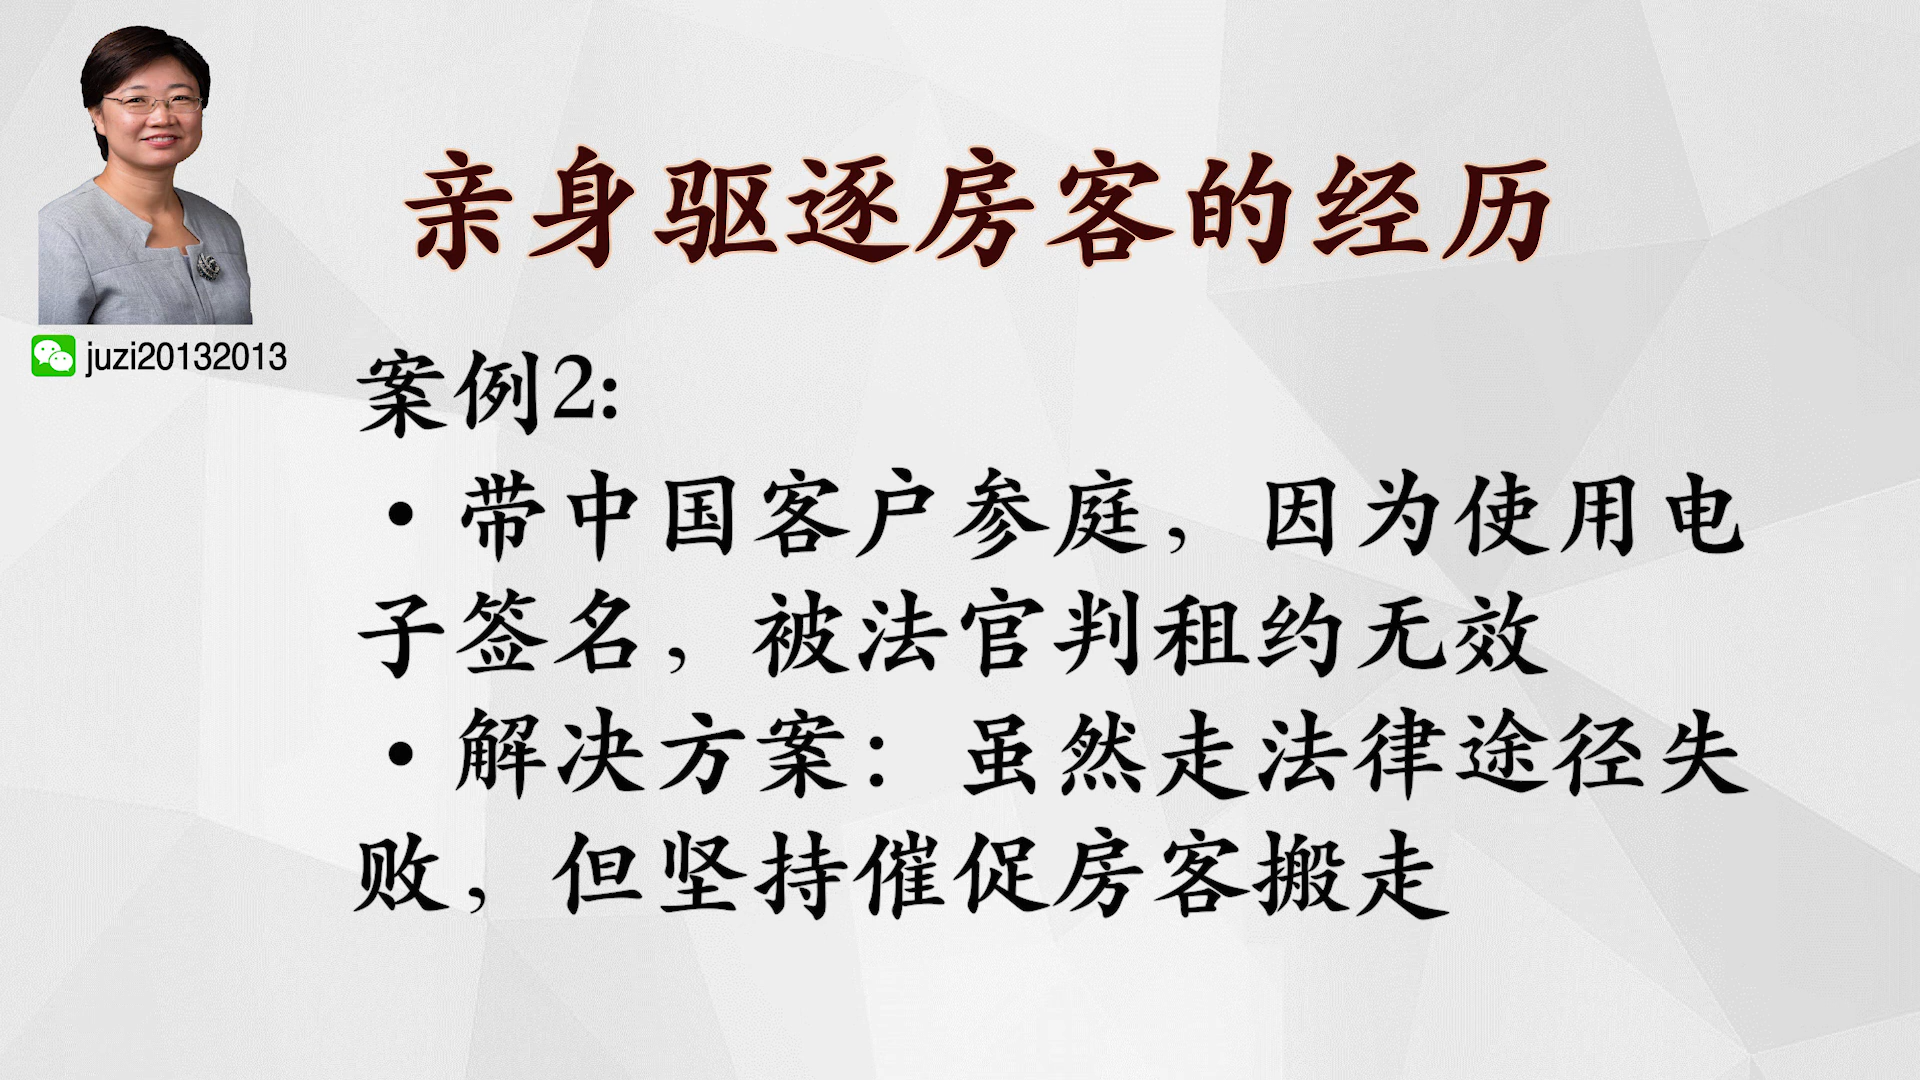 亲身驱逐房客的经历
juzi20132013
案例2:
·带中国客户参庭，因为使用电
子签名，被法官判租约无效
·解决方案：虽然走法律途径失
败，但坚持催促房客搬走